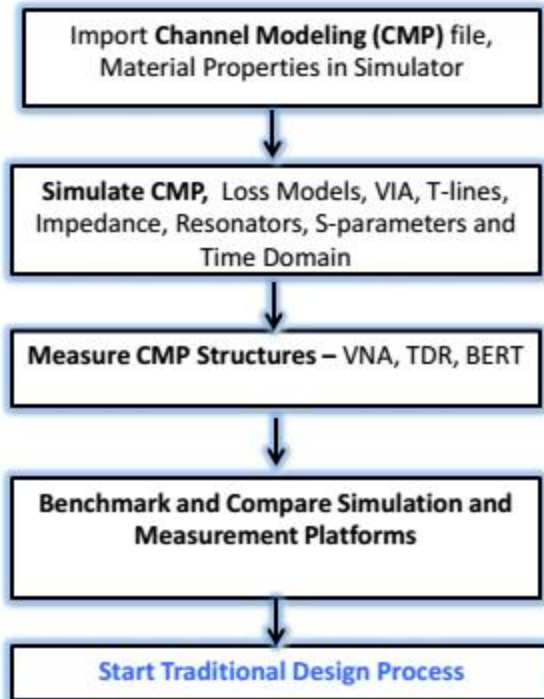 Import Channel Modeling (CMP) file,
Material Properties in Simulator
Simulate CMP, Loss Models, VIA, T-lines,
Impedance, Resonators, S-parameters and
Time Domain
Measure CMP Structures – VNA, TDR, BERT
Benchmark and Compare Simulation and
Measurement Platforms
Start Traditional Design Process